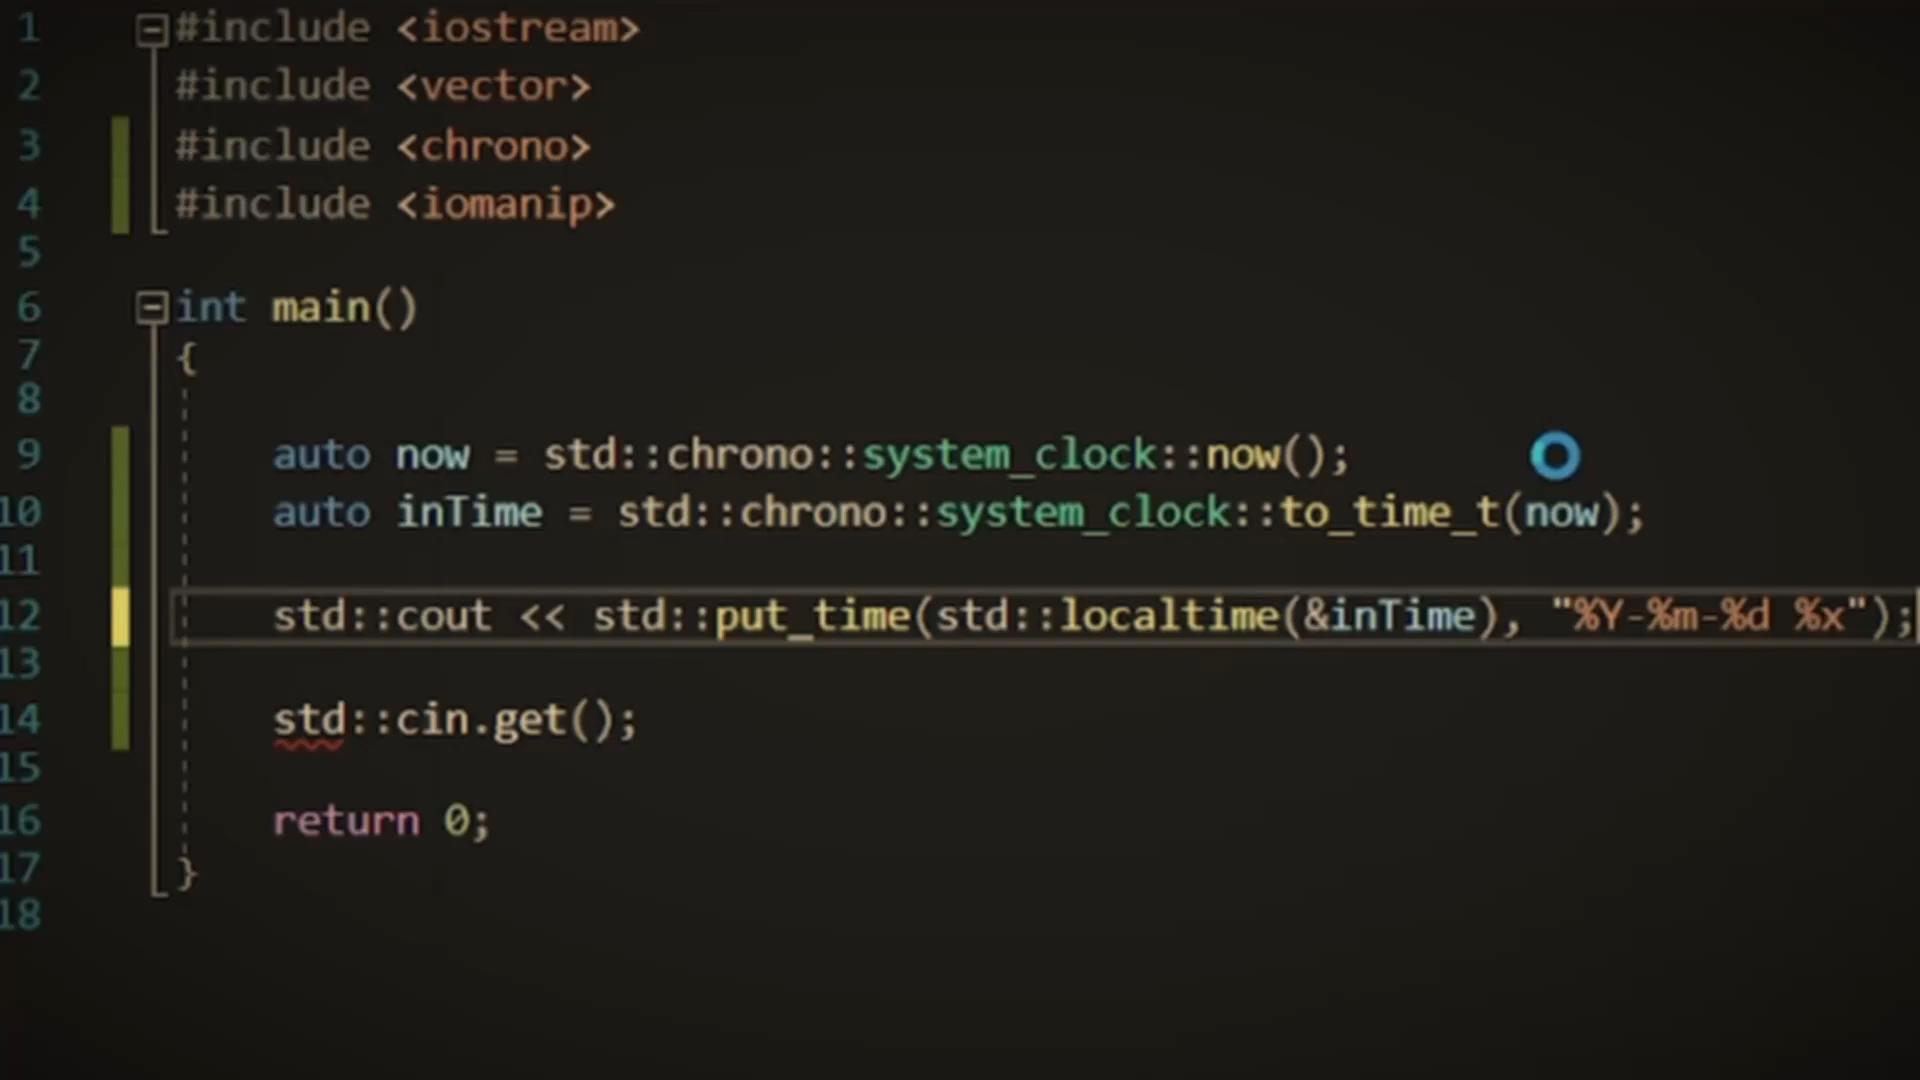 1 #include <iostream>
2 #include <vector>
3 #include <chrono>
4 #include <iomanip>
5
6 int main()
7 {
8
9 auto now = std::chrono::system_clock::now();
10 auto inTime = std::chrono::system_clock::to_time_t(now);
11
12 std::cout << std::put_time(std::localtime(&inTime), "%Y-%m-%d %x");
13
14 std::cin.get();
15
16 return 0;
17 }
18